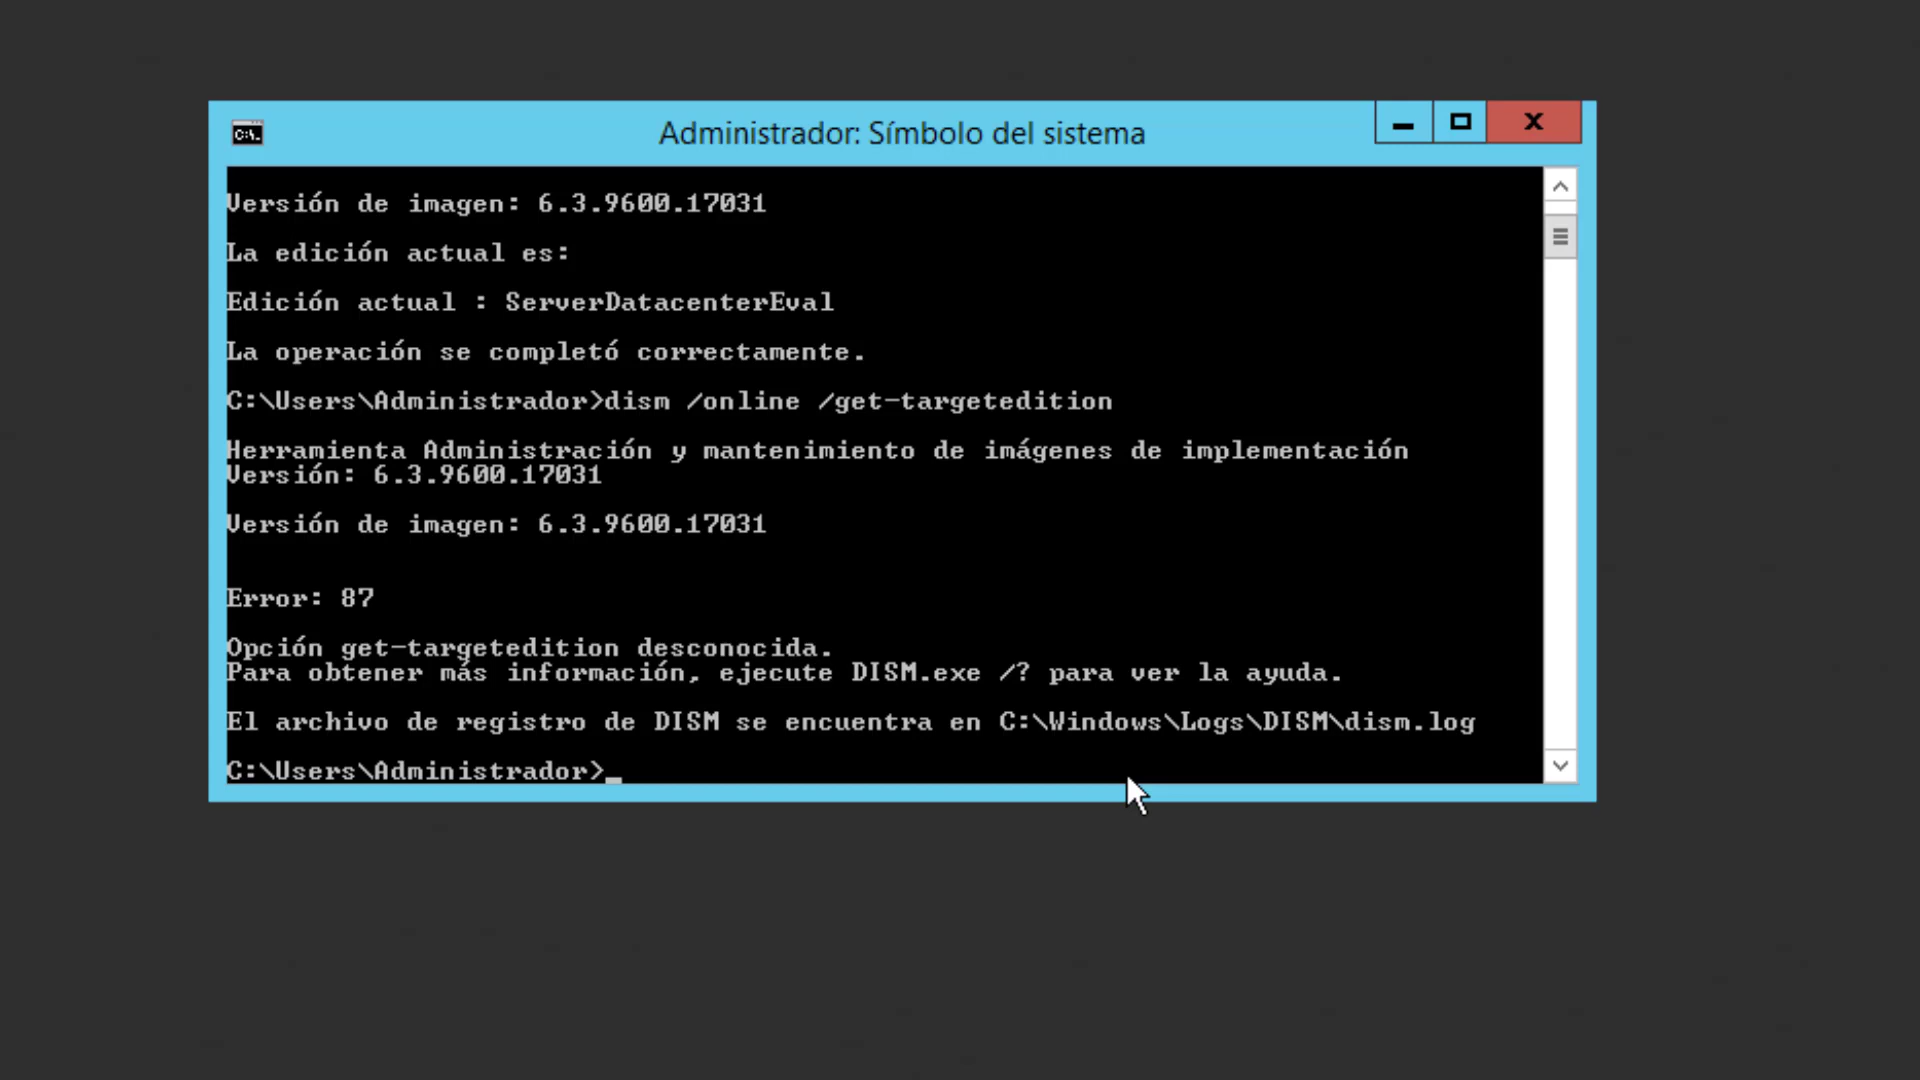 Administrador: Símbolo del sistema
Versión de imagen: 6.3.9600.17031
La edición actual es:
Edición actual : ServerDatacenterEval
La operación se completó correctamente.
C:\Users\Administrador>dism /online /get-targetedition
Herramienta Administración y mantenimiento de imágenes de implementación
Versión: 6.3.9600.17031
Versión de imagen: 6.3.9600.17031
Error: 87
Opción get-targetedition desconocida.
Para obtener más información, ejecute DISM.exe /? para ver la ayuda.
El archivo de registro de DISM se encuentra en C:\Windows\Logs\DISM\dism.log
C:\Users\Administrador>_